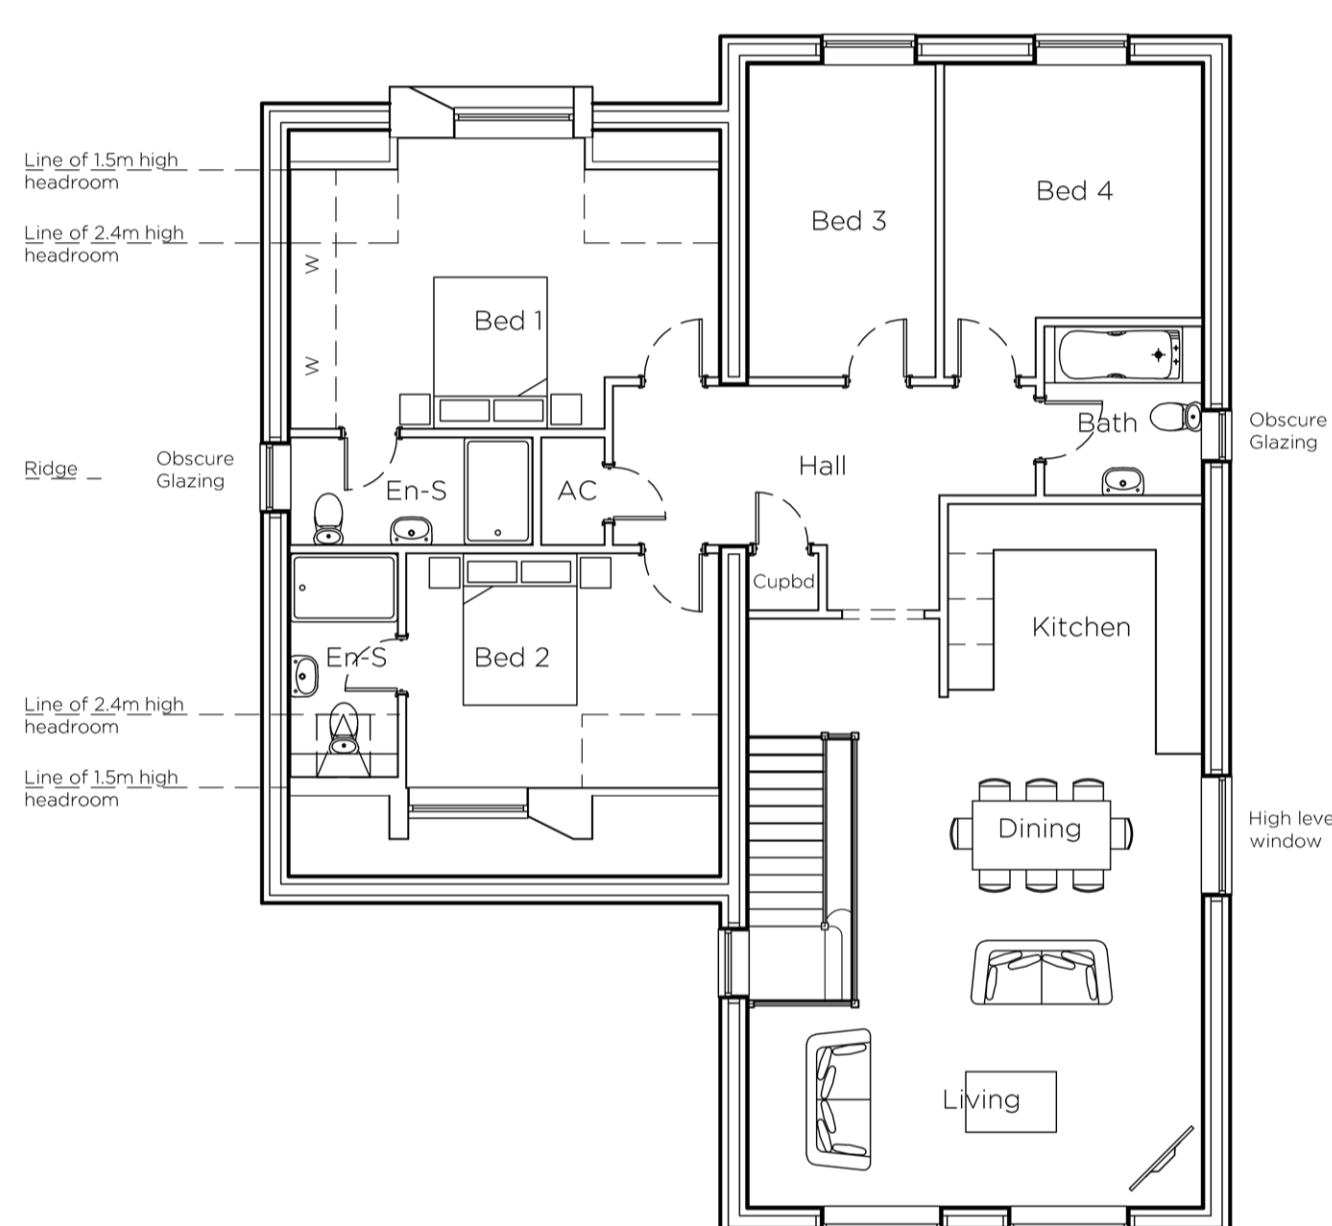 Line of 1.5m high
headroom
Line of 2.4m high
headroom
Bed 3
Bed 4
W
Bed 1
W
Ridge
Obscure
Glazing
En-S
AC
Hall
Bath
Obscure
Glazing
Cupbd
Kitchen
En-S
Bed 2
Line of 2.4m high
headroom
Line of 1.5m high
headroom
Dining
High leve
window
Living